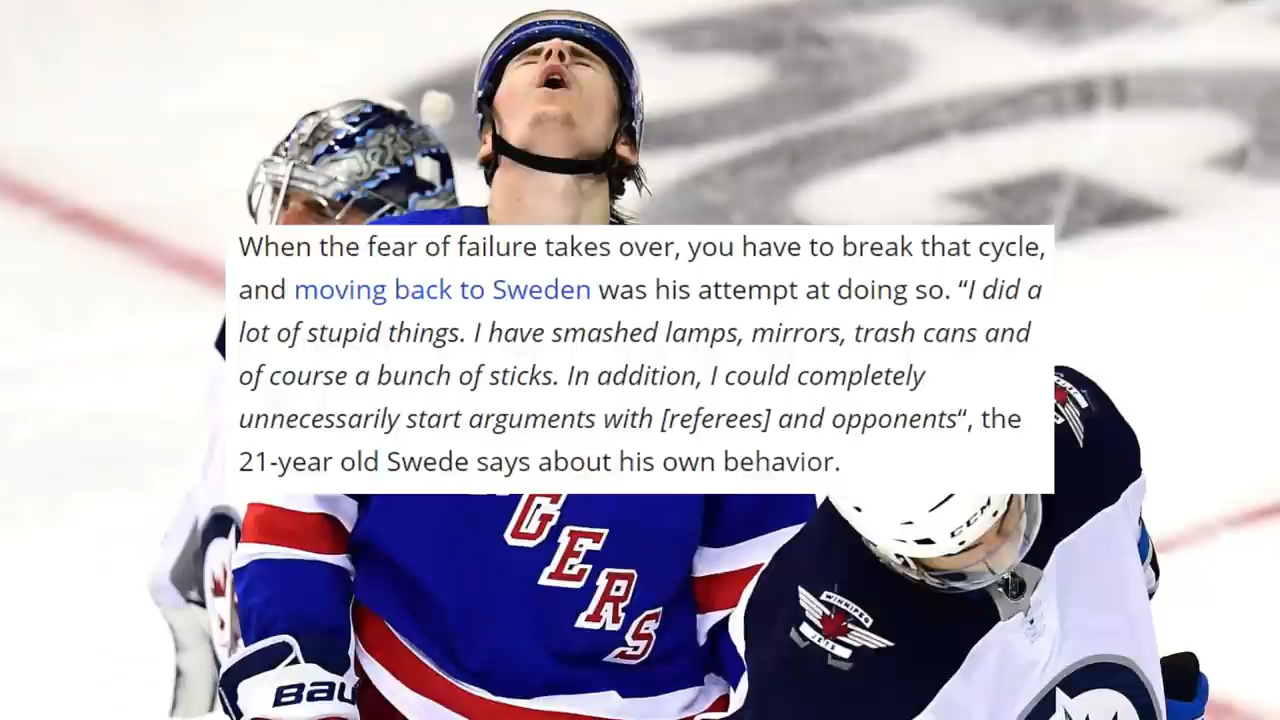 Jets
When the fear of failure takes over, you have to break that cycle,
and moving back to Sweden was his attempt at doing so. “I did a
lot of stupid things. I have smashed lamps, mirrors, trash cans and
of course a bunch of sticks. In addition, I could completely
unnecessarily start arguments with [referees] and opponents“, the
21-year old Swede says about his own behavior.
GERS
CCM
WINNIPEG
JETS
BAU